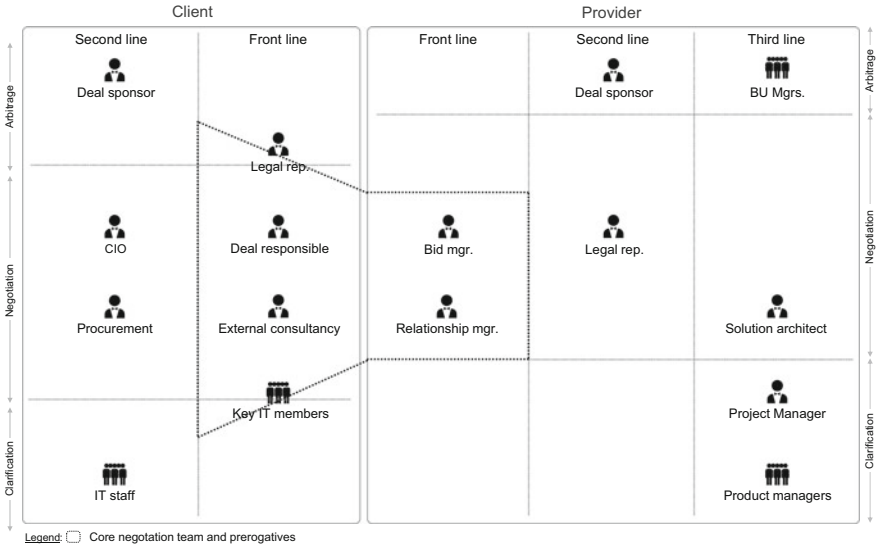 Client
Provider
Second line
Front line
Front line
Second line
Third line
Arbitrage
Deal sponsor
Deal sponsor
BU Mgrs.
Arbitrage
Legal rep.
Negotiation
CIO
Deal responsible
Bid mgr.
Legal rep.
Negotiation
Procurement
External consultancy
Relationship mgr.
Solution architect
Key IT members
Project Manager
Clarification
IT staff
Product managers
Clarification
Legend: Core negotation team and prerogatives